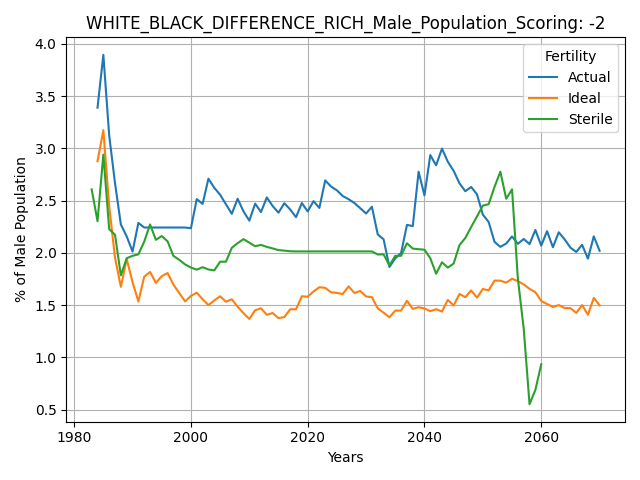 WHITE_BLACK_DIFFERENCE_RICH_Male_Population_Scoring: -2
4.0
3.5
3.0
2.5
2.0
1.5
1.0
0.5
% of Male Population
Fertility
Actual
Ideal
Sterile
1980 2000 2020 2040 2060
Years